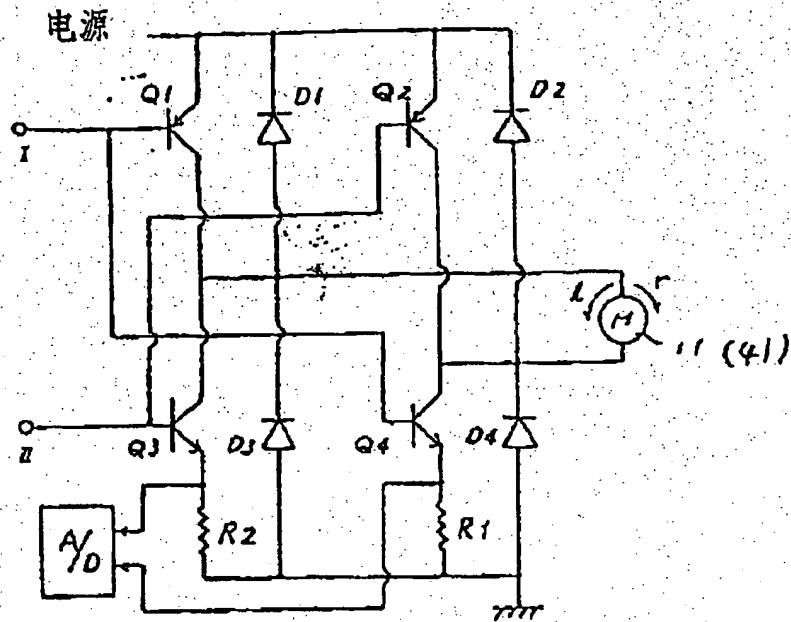 电源
Q1
D1
Q2
D2
I
l
r
M
11 (41)
II
Q3
D3
Q4
D4
A/D
R2
R1